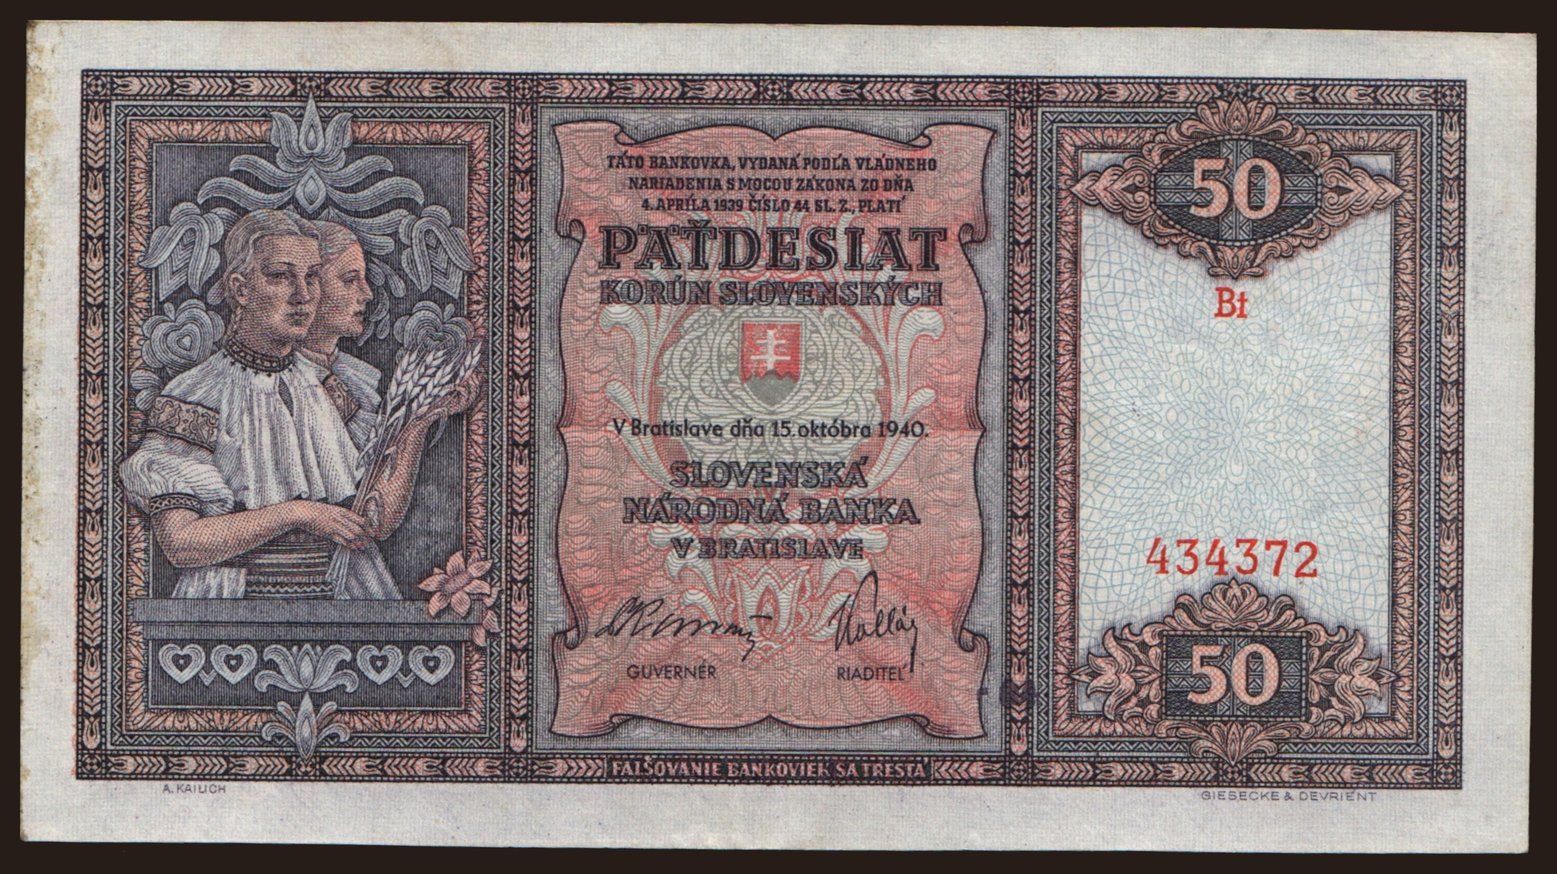 TÁTO BANKOVKA, VYDANÁ PODĽA VLÁDNEHO
NARIADENIA S MOCOU ZÁKONA ZO DŇA
4. APRÍLA 1939 ČÍSLO 44 SL. Z., PLATÍ
PÄŤDESIAT
KORÚN SLOVENSKÝCH
V Bratislave dňa 15. októbra 1940.
SLOVENSKÁ
NÁRODNÁ BANKA
V BRATISLAVE
GUVERNÉR
RIADITEĽ
FALŠOVANIE BANKOVIEK SA TRESTÁ
50
Bt
434372
50
A. KAILICH
GIESECKE & DEVRIENT